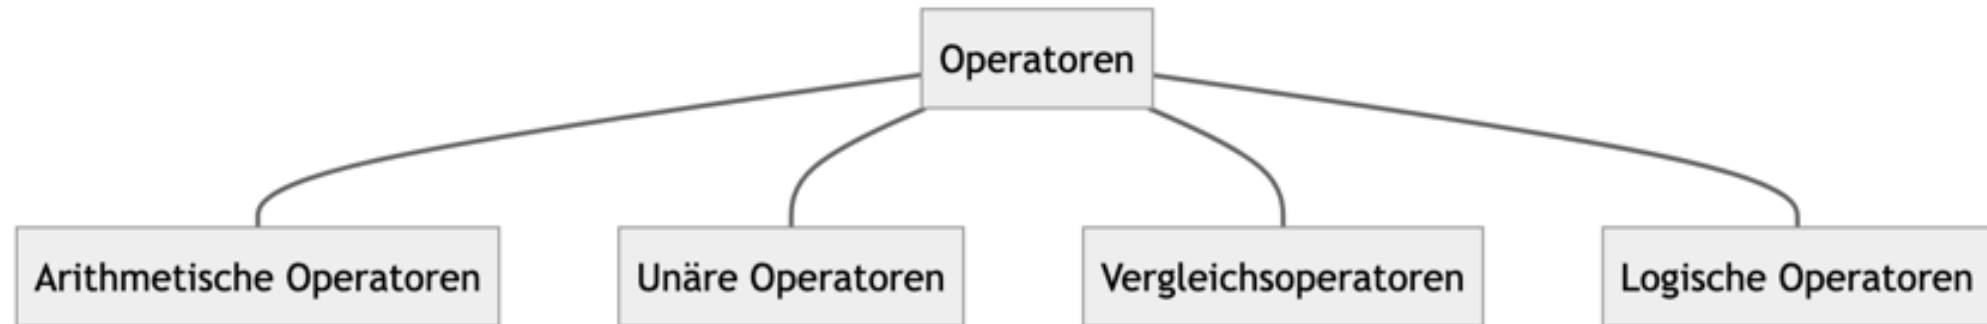 Operatoren
Arithmetische Operatoren
Unäre Operatoren
Vergleichsoperatoren
Logische Operatoren